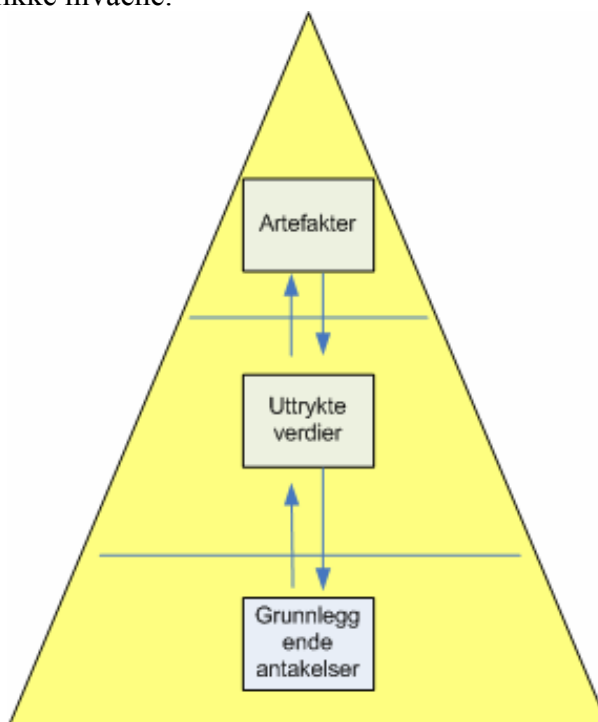 Artefakter
Uttrykte
verdier
Grunnlegg
ende
antakelser